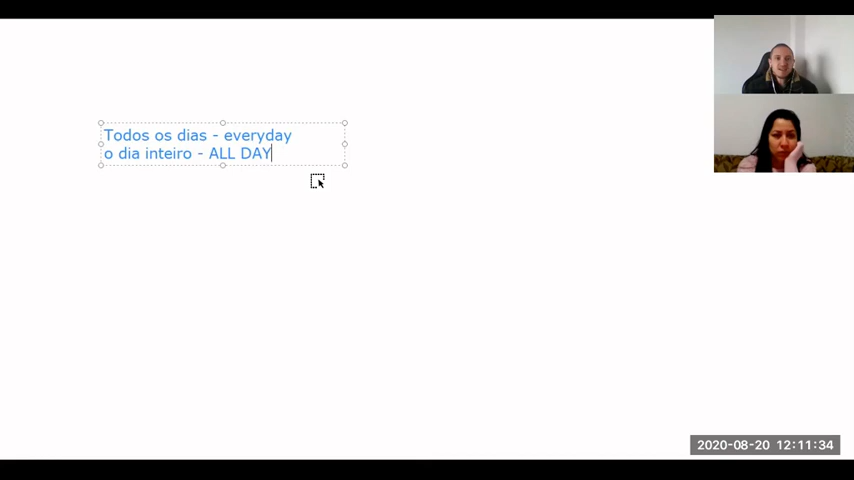 Todos os dias - everyday
o dia inteiro - ALL DAY
2020-08-20 12:11:34